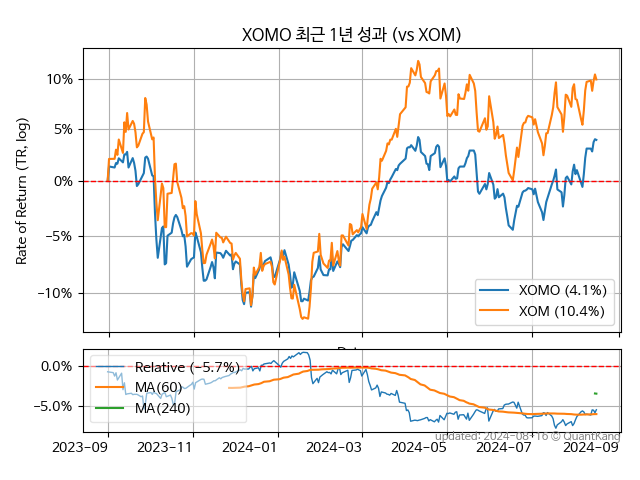 XOMO 최근 1년 성과 (vs XOM)
Rate of Return (TR, log)
10%
5%
0%
−5%
−10%
XOMO (4.1%)
XOM (10.4%)
0.0%
−5.0%
Relative (−5.7%)
MA(60)
MA(240)
2023-09
2023-11
2024-01
2024-03
2024-05
2024-07
2024-09
updated: 2024-08-16 © QuantKang